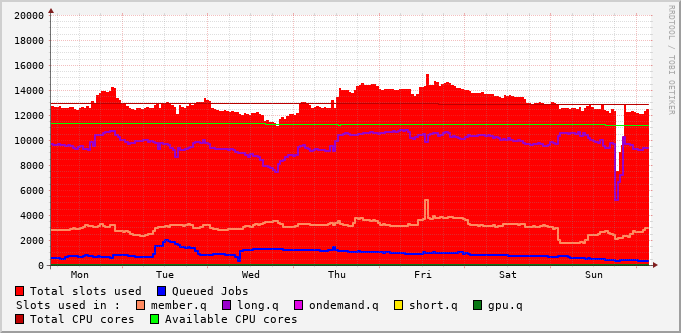 20000
18000
16000
14000
12000
10000
8000
6000
4000
2000
0
Mon Tue Wed Thu Fri Sat Sun
RRDTOOL / TOBI OETIKER
Total slots used Queued Jobs
Slots used in : member.q long.q ondemand.q short.q gpu.q
Total CPU cores Available CPU cores